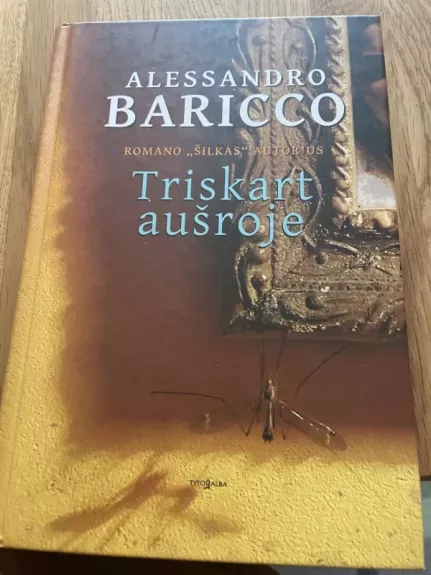 ALESSANDRO
BARICCO
ROMANO „ŠILKAS“ AUTORIUS
Triskart
aušroje
TYTO ALBA